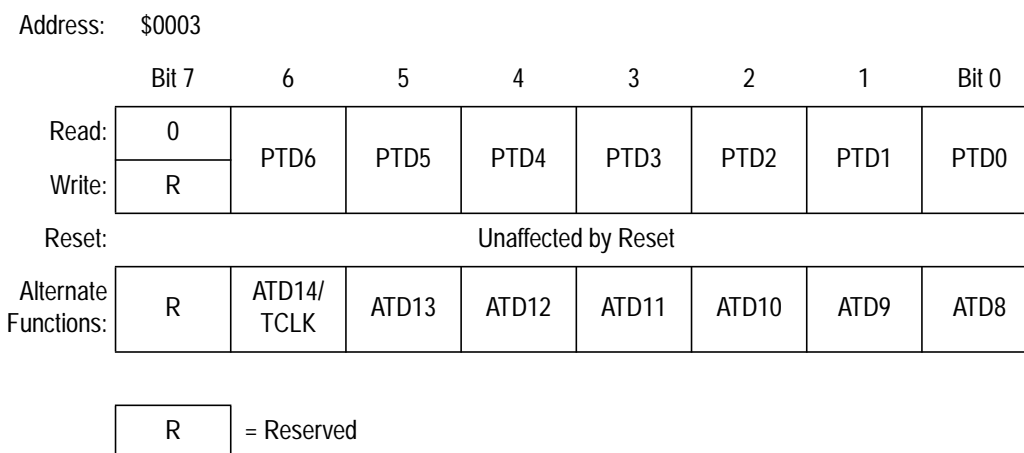 Address: $0003
Bit 7 6 5 4 3 2 1 Bit 0
Read: 0 PTD6 PTD5 PTD4 PTD3 PTD2 PTD1 PTD0
Write: R
Reset: Unaffected by Reset
Alternate Functions: R ATD14/ TCLK ATD13 ATD12 ATD11 ATD10 ATD9 ATD8
R = Reserved